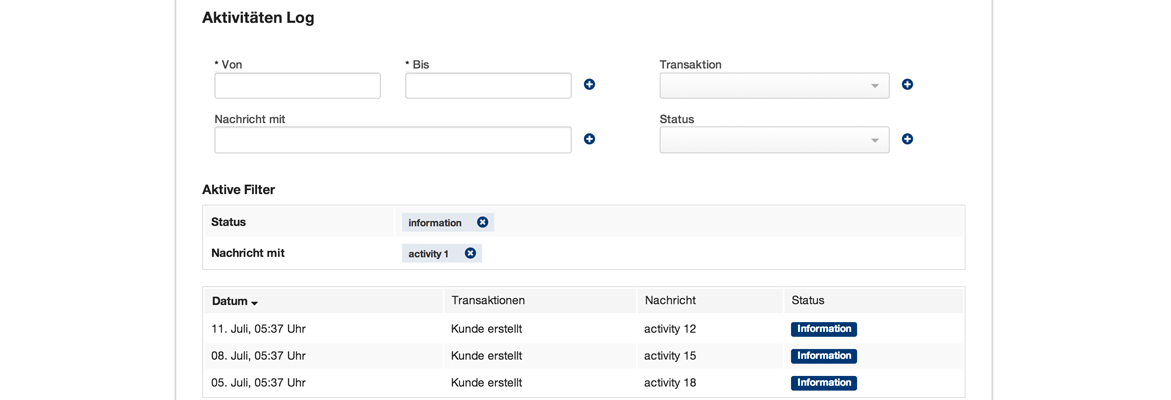 Aktivitäten Log
* Von * Bis Transaktion
Nachricht mit Status
Aktive Filter
Status information
Nachricht mit activity 1
Datum Transaktionen Nachricht Status
11. Juli, 05:37 Uhr Kunde erstellt activity 12 Information
08. Juli, 05:37 Uhr Kunde erstellt activity 15 Information
05. Juli, 05:37 Uhr Kunde erstellt activity 18 Information